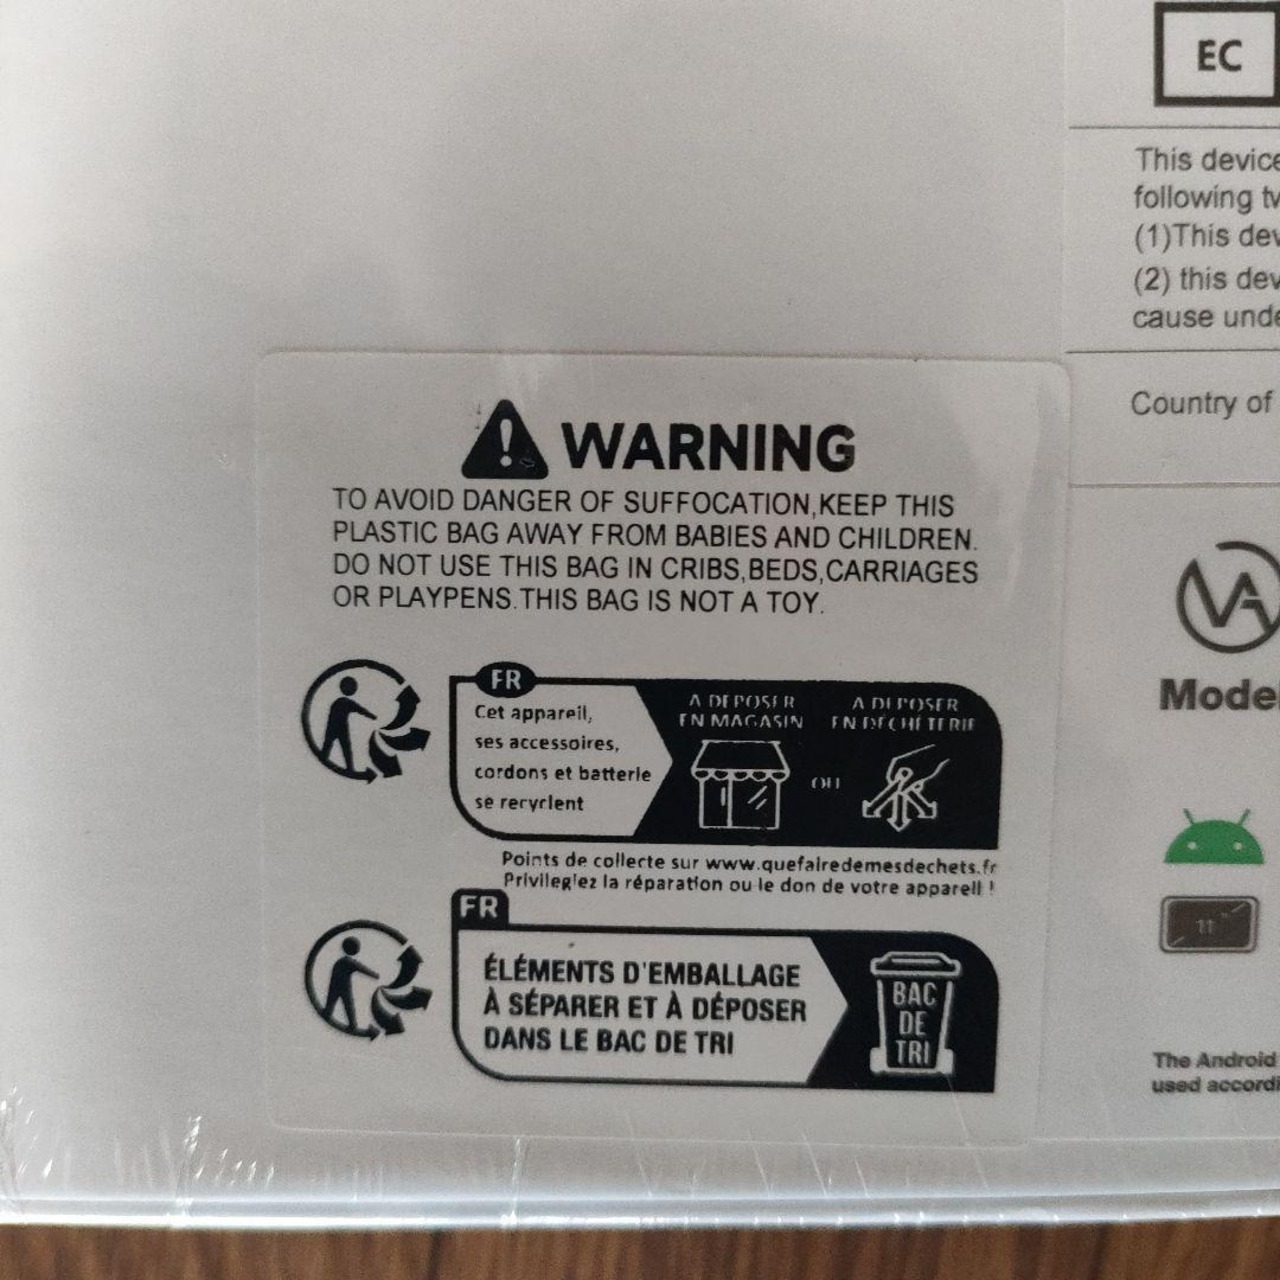 EC
This device
following tw
(1)This dev
(2) this dev
cause unde
Country of
WARNING
TO AVOID DANGER OF SUFFOCATION,KEEP THIS
PLASTIC BAG AWAY FROM BABIES AND CHILDREN.
DO NOT USE THIS BAG IN CRIBS,BEDS,CARRIAGES
OR PLAYPENS.THIS BAG IS NOT A TOY.
VA
Model
FR
Cet appareil,
ses accessoires,
cordons et batterie
se recyclent
A DEPOSER
EN MAGASIN
OU
A DEPOSER
EN DÉCHÈTERIE
Points de collecte sur www.quefairedemesdechets.fr
Privilegiez la réparation ou le don de votre appareil !
FR
ÉLÉMENTS D'EMBALLAGE
À SÉPARER ET À DÉPOSER
DANS LE BAC DE TRI
BAC
DE
TRI
11
The Android
used accordi